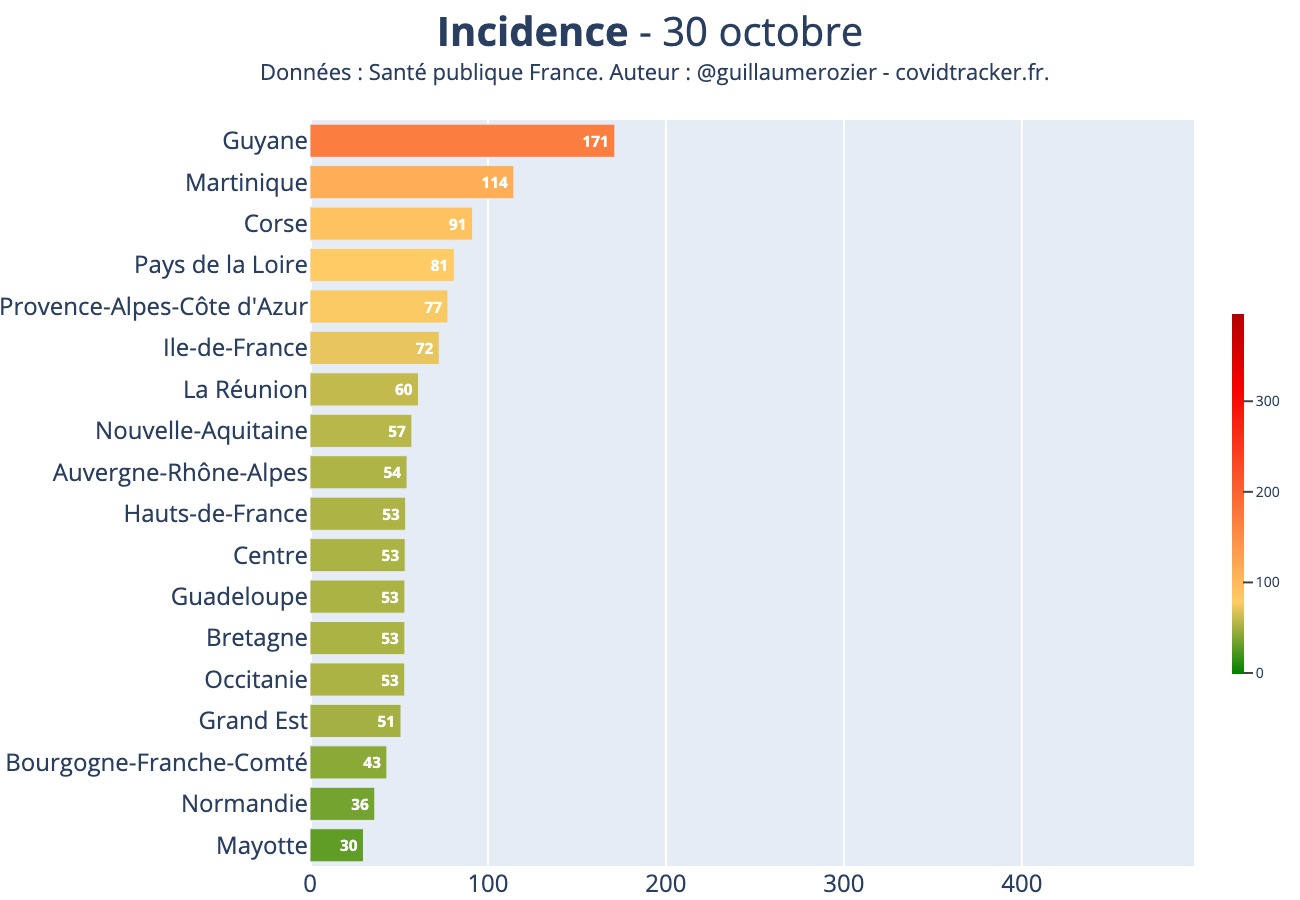 Incidence - 30 octobre
Données : Santé publique France. Auteur : @guillaumerozier - covidtracker.fr.
Guyane 171
Martinique 114
Corse 91
Pays de la Loire 81
Provence-Alpes-Côte d'Azur 77
Ile-de-France 72
La Réunion 60
Nouvelle-Aquitaine 57
Auvergne-Rhône-Alpes 54
Hauts-de-France 53
Centre 53
Guadeloupe 53
Bretagne 53
Occitanie 53
Grand Est 51
Bourgogne-Franche-Comté 43
Normandie 36
Mayotte 30
0 100 200 300 400
300
200
100
0